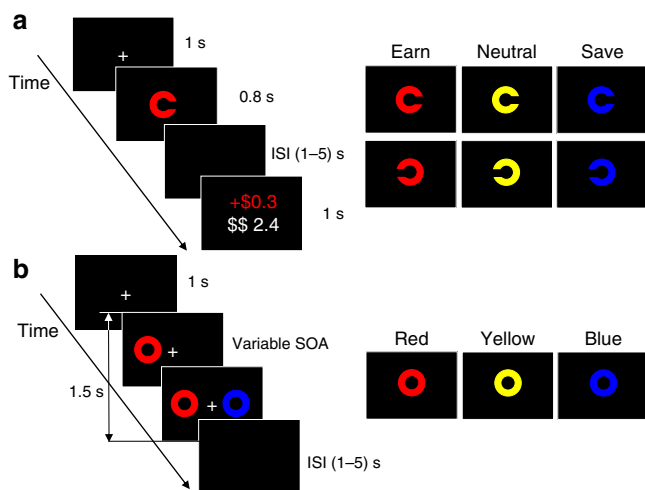 a
Time
+
1 s
0.8 s
ISI (1–5) s
+$0.3
$$ 2.4
1 s
Earn Neutral Save
b
Time
+
1 s
+
Variable SOA
1.5 s
+
ISI (1–5) s
Red Yellow Blue